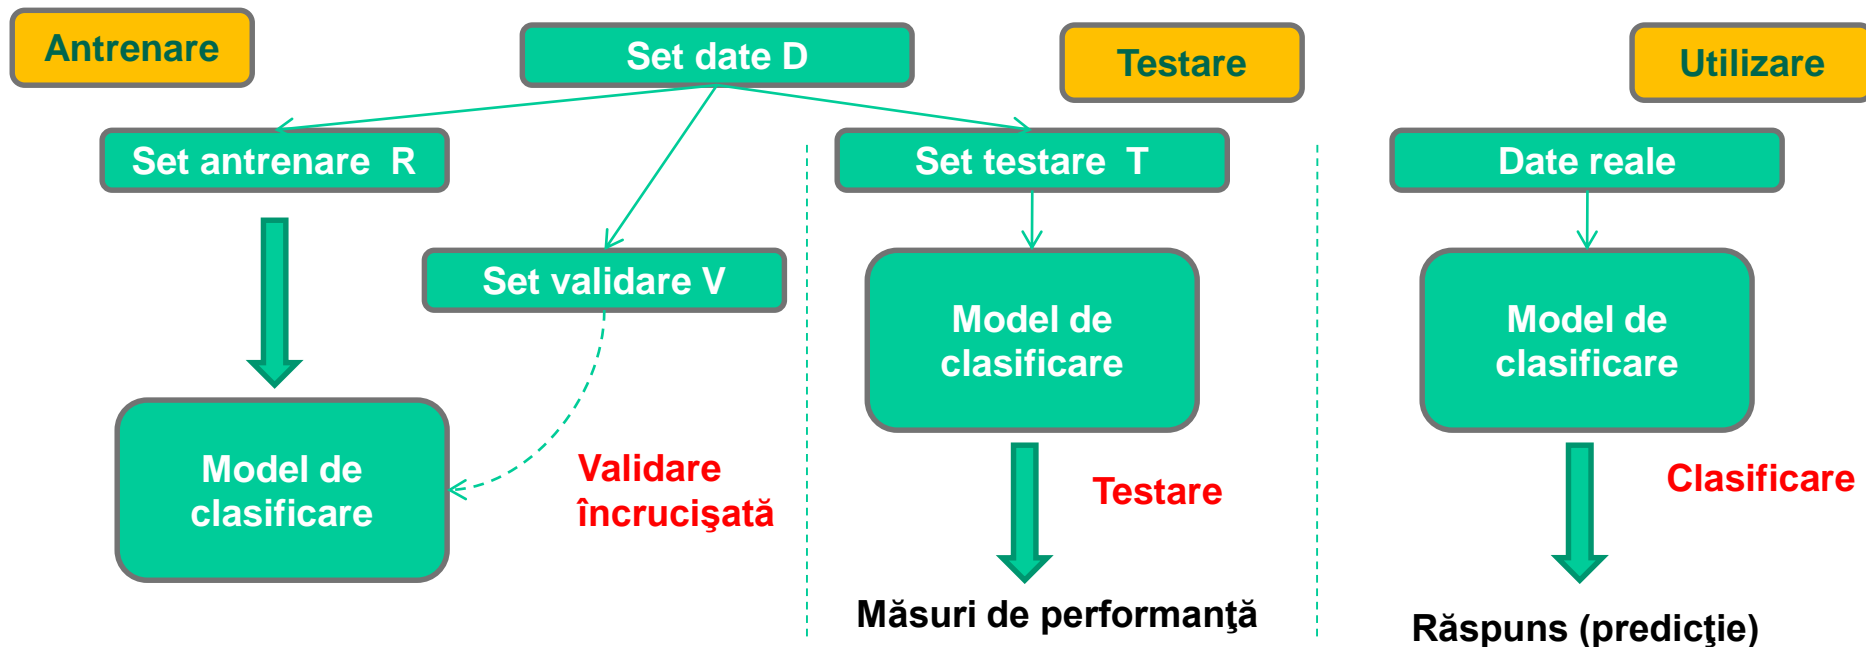 Antrenare
Set date D
Testare
Utilizare
Set antrenare R
Set testare T
Date reale
Set validare V
Model de
clasificare
Model de
clasificare
Model de
clasificare
Validare
încrucişată
Testare
Clasificare
Măsuri de performanţă
Răspuns (predicţie)